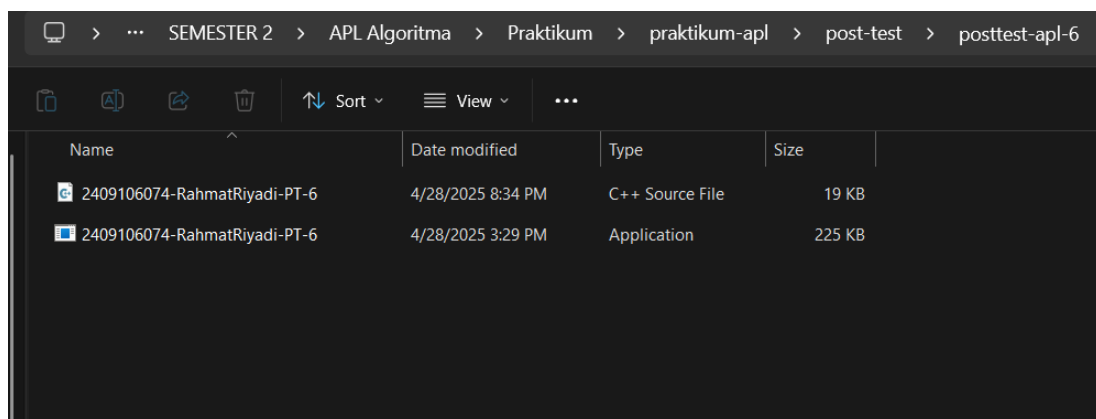 SEMESTER 2 > APL Algoritma > Praktikum > praktikum-apl > post-test > posttest-apl-6
Sort View
Name Date modified Type Size
2409106074-RahmatRiyadi-PT-6 4/28/2025 8:34 PM C++ Source File 19 KB
2409106074-RahmatRiyadi-PT-6 4/28/2025 3:29 PM Application 225 KB